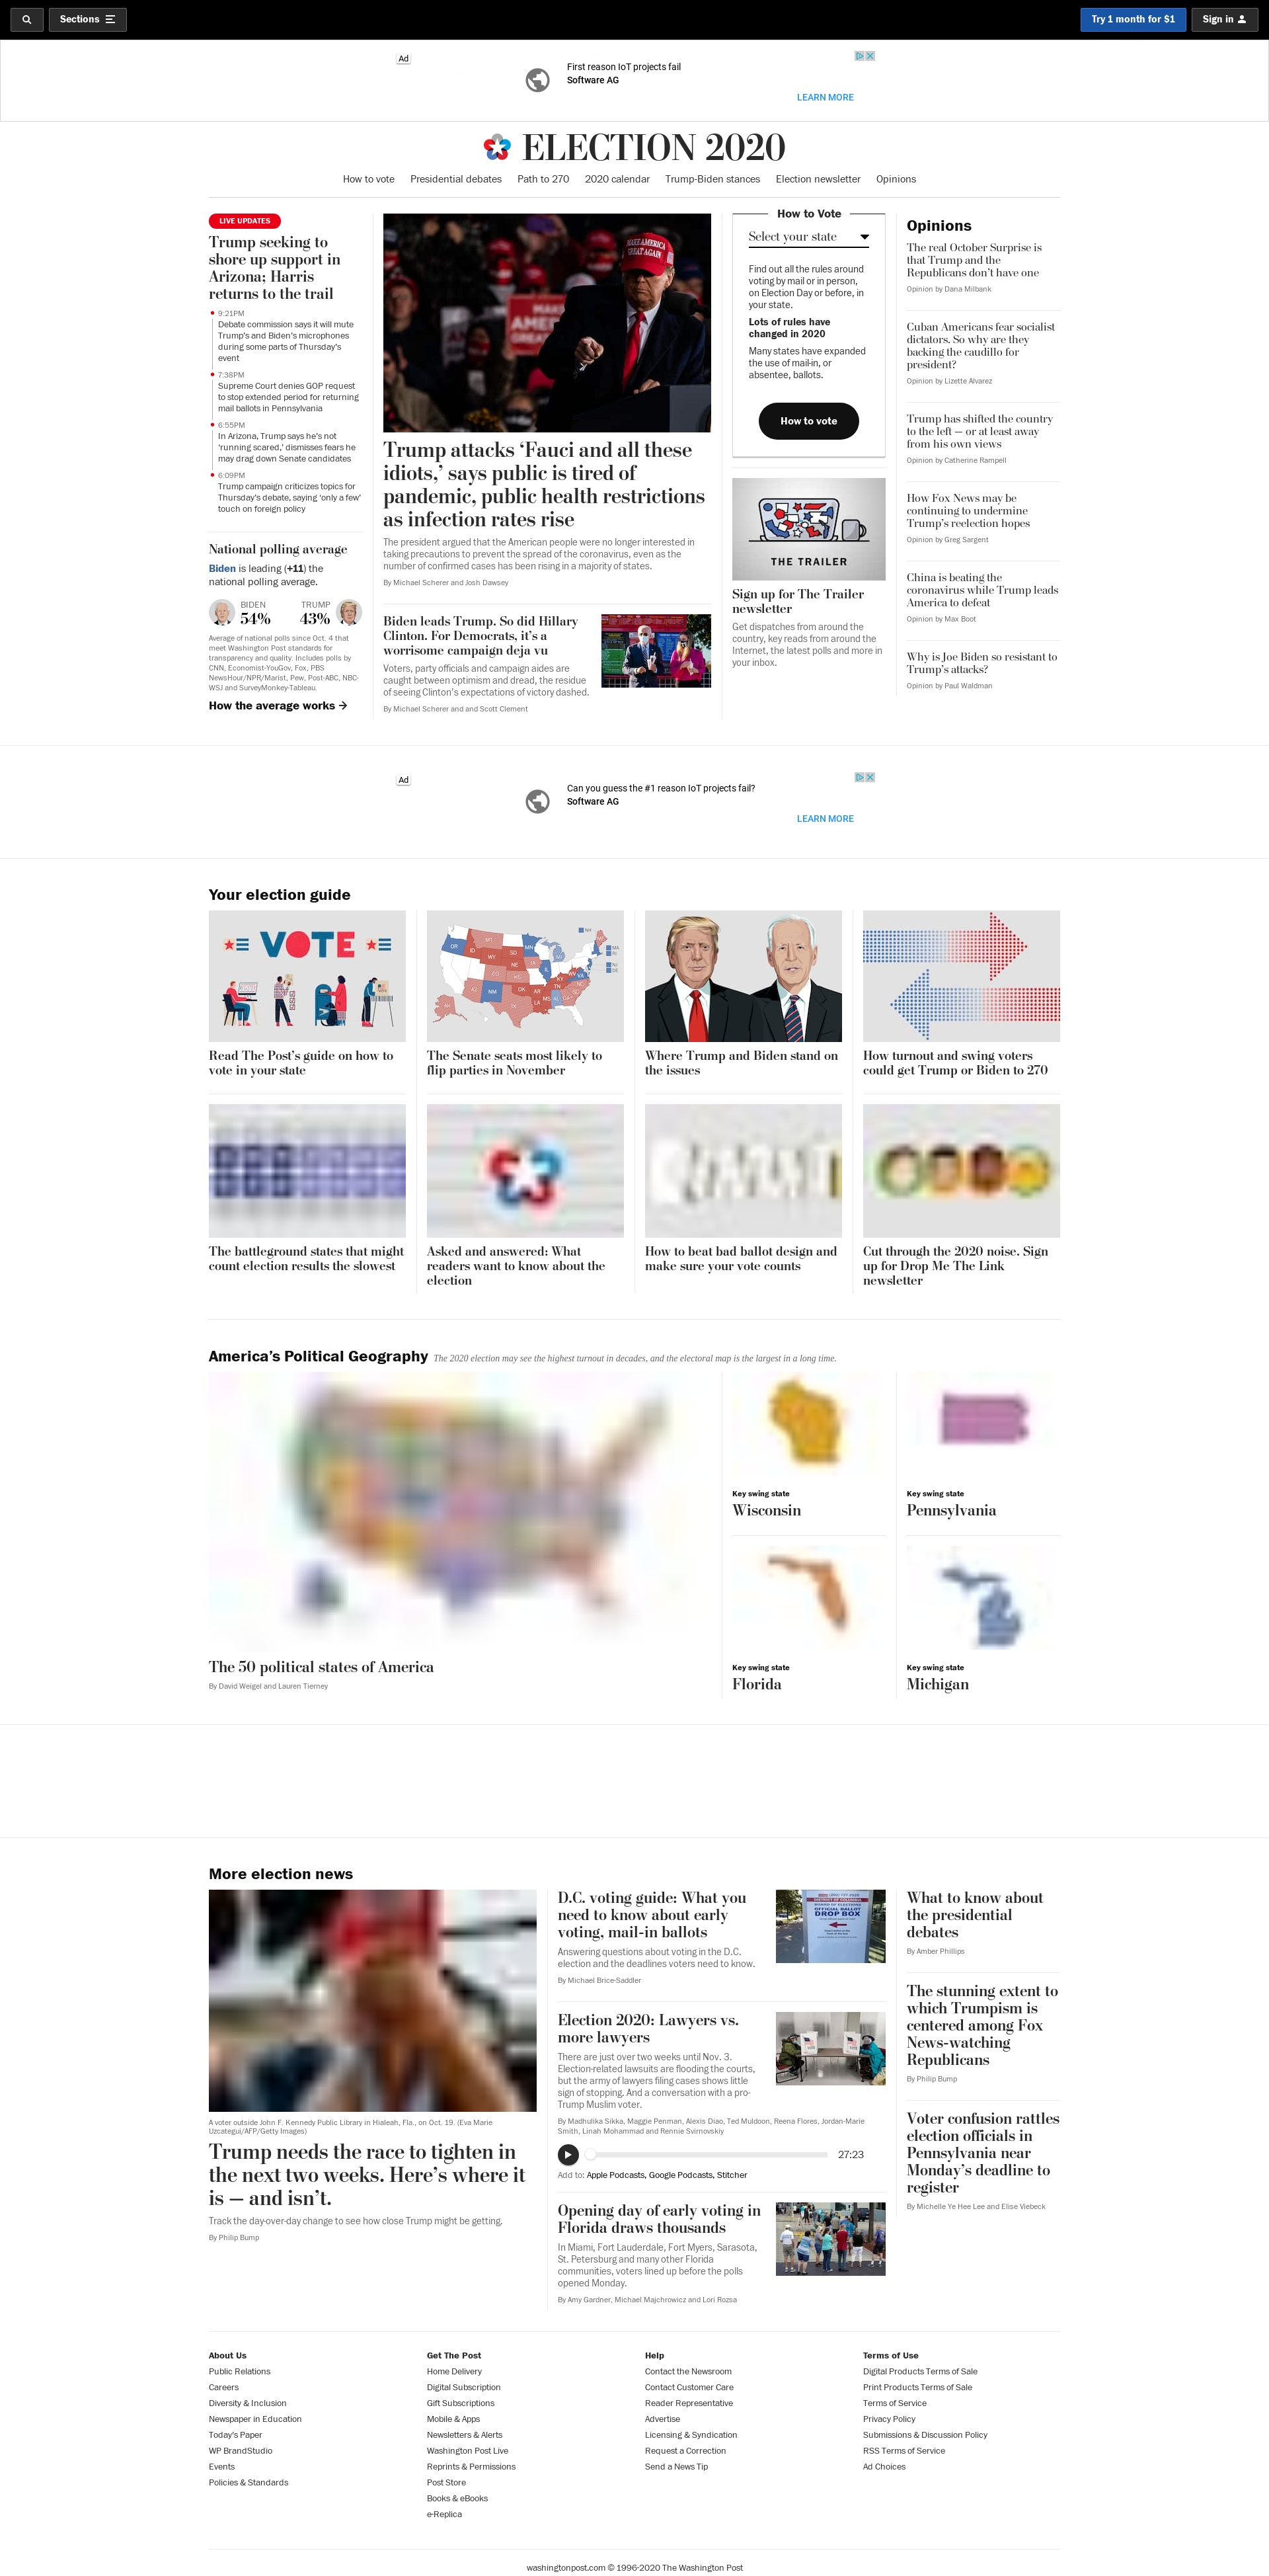 Sections
Try 1 month for $1
Sign in
Ad
First reason IoT projects fail
Software AG
LEARN MORE
ELECTION 2020
How to vote
Presidential debates
Path to 270
2020 calendar
Trump-Biden stances
Election newsletter
Opinions
LIVE UPDATES
Trump seeking to
shore up support in
Arizona; Harris
returns to the trail
9:21PM
Debate commission says it will mute
Trump's and Biden's microphones
during some parts of Thursday's
event
7:38PM
Supreme Court denies GOP request
to stop extended period for returning
mail ballots in Pennsylvania
6:55PM
In Arizona, Trump says he's not
'running scared,' dismisses fears he
may drag down Senate candidates
6:09PM
Trump campaign criticizes topics for
Thursday's debate, saying 'only a few'
touch on foreign policy
National polling average
Biden is leading (+11) the
national polling average.
BIDEN
54%
TRUMP
43%
Average of national polls since Oct. 4 that
meet Washington Post standards for
transparency and quality. Includes polls by
CNN, Economist-YouGov, Fox, PBS
NewsHour/NPR/Marist, Pew, Post-ABC, NBC-
WSJ and SurveyMonkey-Tableau.
How the average works →
MAKE AMERICA
GREAT AGAIN
Trump attacks ‘Fauci and all these
idiots,’ says public is tired of
pandemic, public health restrictions
as infection rates rise
The president argued that the American people were no longer interested in
taking precautions to prevent the spread of the coronavirus, even as the
number of confirmed cases has been rising in a majority of states.
By Michael Scherer and Josh Dawsey
Biden leads Trump. So did Hillary
Clinton. For Democrats, it’s a
worrisome campaign deja vu
Voters, party officials and campaign aides are
caught between optimism and dread, the residue
of seeing Clinton’s expectations of victory dashed.
By Michael Scherer and and Scott Clement
How to Vote
Select your state
Find out all the rules around
voting by mail or in person,
on Election Day or before, in
your state.
Lots of rules have
changed in 2020
Many states have expanded
the use of mail-in, or
absentee, ballots.
How to vote
THE TRAILER
Sign up for The Trailer
newsletter
Get dispatches from around the
country, key reads from around the
Internet, the latest polls and more in
your inbox.
Opinions
The real October Surprise is
that Trump and the
Republicans don’t have one
Opinion by Dana Milbank
Cuban Americans fear socialist
dictators. So why are they
backing the caudillo for
president?
Opinion by Lizette Alvarez
Trump has shifted the country
to the left — or at least away
from his own views
Opinion by Catherine Rampell
How Fox News may be
continuing to undermine
Trump’s reelection hopes
Opinion by Greg Sargent
China is beating the
coronavirus while Trump leads
America to defeat
Opinion by Max Boot
Why is Joe Biden so resistant to
Trump’s attacks?
Opinion by Paul Waldman
Ad
Can you guess the #1 reason IoT projects fail?
Software AG
LEARN MORE
Your election guide
VOTE
Read The Post’s guide on how to
vote in your state
The Senate seats most likely to
flip parties in November
Where Trump and Biden stand on
the issues
How turnout and swing voters
could get Trump or Biden to 270
The battleground states that might
count election results the slowest
Asked and answered: What
readers want to know about the
election
How to beat bad ballot design and
make sure your vote counts
Cut through the 2020 noise. Sign
up for Drop Me The Link
newsletter
America’s Political Geography The 2020 election may see the highest turnout in decades, and the electoral map is the largest in a long time.
The 50 political states of America
By David Weigel and Lauren Tierney
Key swing state
Wisconsin
Key swing state
Pennsylvania
Key swing state
Florida
Key swing state
Michigan
More election news
A voter outside John F. Kennedy Public Library in Hialeah, Fla., on Oct. 19. (Eva Marie
Uzcategui/AFP/Getty Images)
Trump needs the race to tighten in
the next two weeks. Here’s where it
is — and isn’t.
Track the day-over-day change to see how close Trump might be getting.
By Philip Bump
D.C. voting guide: What you
need to know about early
voting, mail-in ballots
Answering questions about voting in the D.C.
election and the deadlines voters need to know.
By Michael Brice-Saddler
OFFICIAL BALLOT
DROP BOX
Election 2020: Lawyers vs.
more lawyers
There are just over two weeks until Nov. 3.
Election-related lawsuits are flooding the courts,
but the army of lawyers filing cases shows little
sign of stopping. And a conversation with a pro-
Trump Muslim voter.
By Madhulika Sikka, Maggie Penman, Alexis Diao, Ted Muldoon, Reena Flores, Jordan-Marie
Smith, Linah Mohammad and Rennie Svirnovskiy
27:23
Add to: Apple Podcasts, Google Podcasts, Stitcher
Opening day of early voting in
Florida draws thousands
In Miami, Fort Lauderdale, Fort Myers, Sarasota,
St. Petersburg and many other Florida
communities, voters lined up before the polls
opened Monday.
By Amy Gardner, Michael Majchrowicz and Lori Rozsa
What to know about
the presidential
debates
By Amber Phillips
The stunning extent to
which Trumpism is
centered among Fox
News-watching
Republicans
By Philip Bump
Voter confusion rattles
election officials in
Pennsylvania near
Monday’s deadline to
register
By Michelle Ye Hee Lee and Elise Viebeck
About Us
Public Relations
Careers
Diversity & Inclusion
Newspaper in Education
Today's Paper
WP BrandStudio
Events
Policies & Standards
Get The Post
Home Delivery
Digital Subscription
Gift Subscriptions
Mobile & Apps
Newsletters & Alerts
Washington Post Live
Reprints & Permissions
Post Store
Books & eBooks
e-Replica
Help
Contact the Newsroom
Contact Customer Care
Reader Representative
Advertise
Licensing & Syndication
Request a Correction
Send a News Tip
Terms of Use
Digital Products Terms of Sale
Print Products Terms of Sale
Terms of Service
Privacy Policy
Submissions & Discussion Policy
RSS Terms of Service
Ad Choices
washingtonpost.com © 1996-2020 The Washington Post